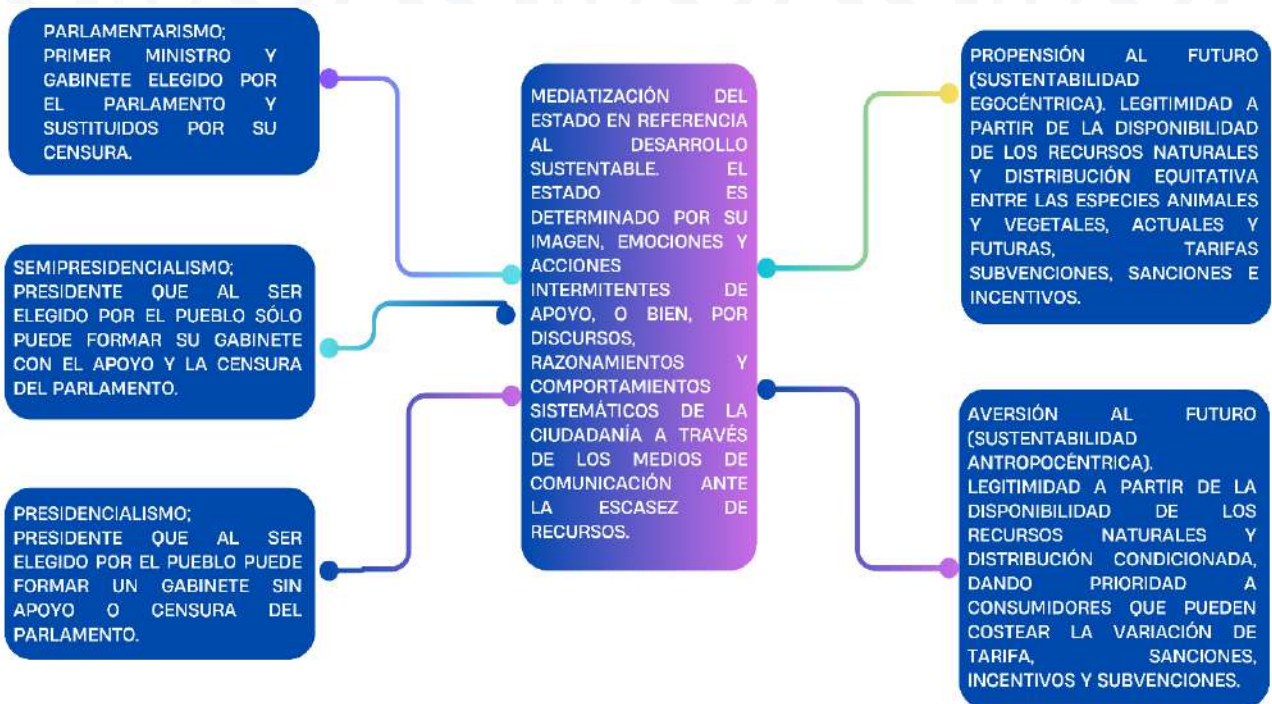 PARLAMENTARISMO;
PRIMER MINISTRO Y
GABINETE ELEGIDO POR
EL PARLAMENTO Y
SUSTITUIDOS POR SU
CENSURA.
SEMIPRESIDENCIALISMO;
PRESIDENTE QUE AL SER
ELEGIDO POR EL PUEBLO SÓLO
PUEDE FORMAR SU GABINETE
CON EL APOYO Y LA CENSURA
DEL PARLAMENTO.
PRESIDENCIALISMO;
PRESIDENTE QUE AL SER
ELEGIDO POR EL PUEBLO PUEDE
FORMAR UN GABINETE SIN
APOYO O CENSURA DEL
PARLAMENTO.
MEDIATIZACIÓN DEL
ESTADO EN REFERENCIA
AL DESARROLLO
SUSTENTABLE. EL
ESTADO ES
DETERMINADO POR SU
IMAGEN, EMOCIONES Y
ACCIONES
INTERMITENTES DE
APOYO, O BIEN, POR
DISCURSOS,
RAZONAMIENTOS Y
COMPORTAMIENTOS
SISTEMÁTICOS DE LA
CIUDADANÍA A TRAVÉS
DE LOS MEDIOS DE
COMUNICACIÓN ANTE
LA ESCASEZ DE
RECURSOS.
PROPENSIÓN AL FUTURO
(SUSTENTABILIDAD
EGOCÉNTRICA). LEGITIMIDAD A
PARTIR DE LA DISPONIBILIDAD
DE LOS RECURSOS NATURALES
Y DISTRIBUCIÓN EQUITATIVA
ENTRE LAS ESPECIES ANIMALES
Y VEGETALES, ACTUALES Y
FUTURAS, TARIFAS
SUBVENCIONES, SANCIONES E
INCENTIVOS.
AVERSIÓN AL FUTURO
(SUSTENTABILIDAD
ANTROPOCÉNTRICA).
LEGITIMIDAD A PARTIR DE LA
DISPONIBILIDAD DE LOS
RECURSOS NATURALES Y
DISTRIBUCIÓN CONDICIONADA,
DANDO PRIORIDAD A
CONSUMIDORES QUE PUEDEN
COSTEAR LA VARIACIÓN DE
TARIFA, SANCIONES,
INCENTIVOS Y SUBVENCIONES.